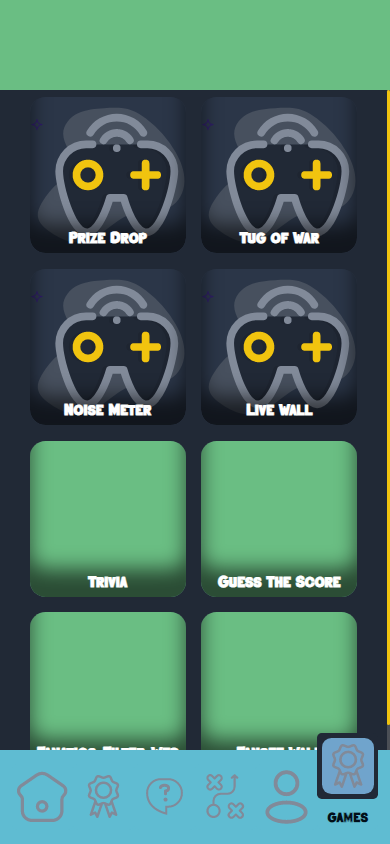 Prize Drop
Tug of War
Noise Meter
Live Wall
Trivia
Guess The Score
GAMES